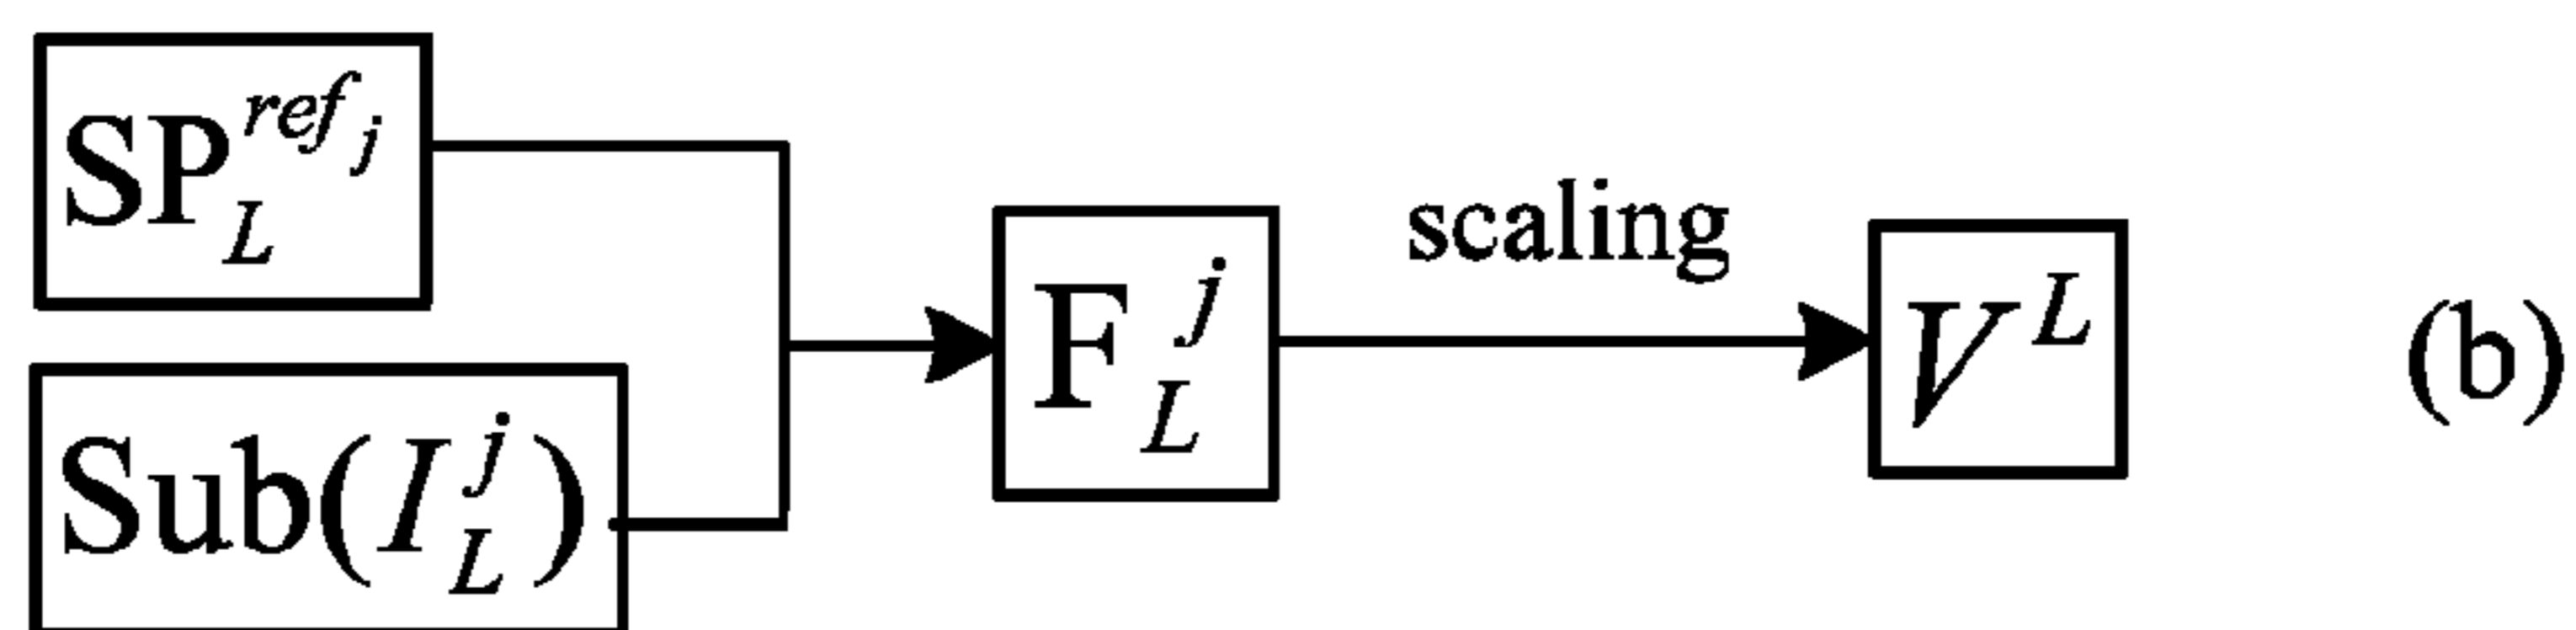 SP_L^{ref_j}
scaling
F_L^j
V^L
(b)
Sub(I_L^j)